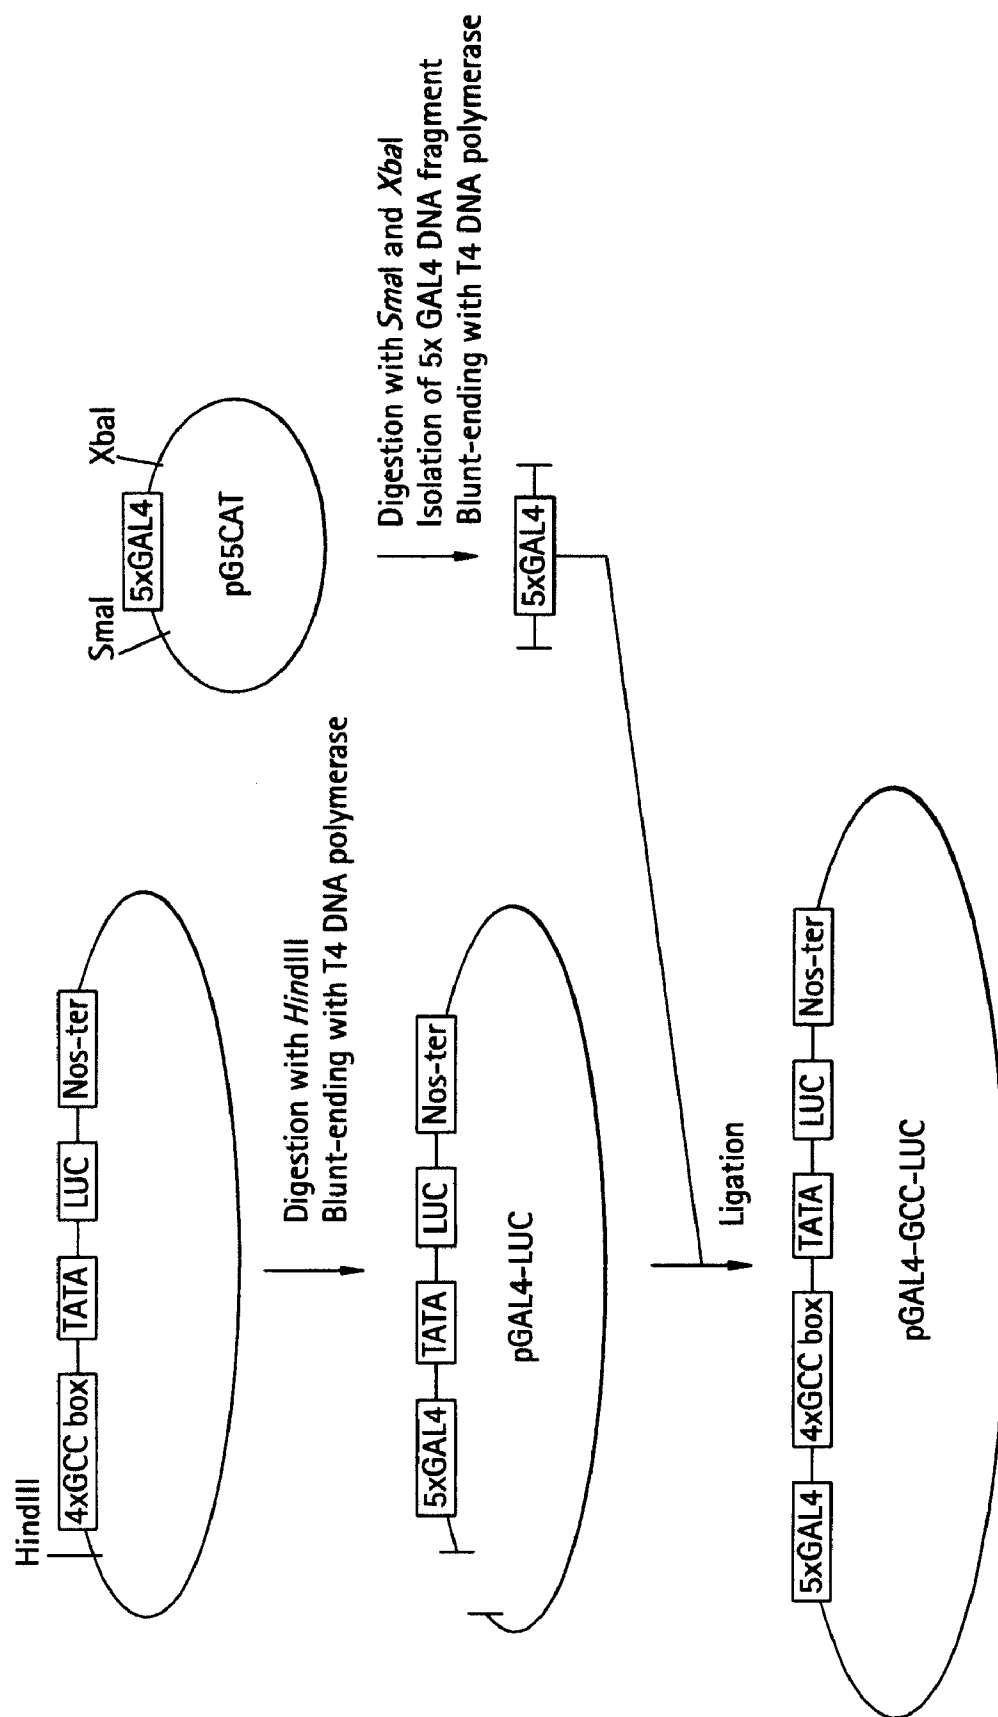 HindIII
4xGCC box
TATA
LUC
Nos-ter
SmaI
5xGAL4
XbaI
pG5CAT
Digestion with HindIII
Blunt-ending with T4 DNA polymerase
Digestion with SmaI and XbaI
Isolation of 5x GAL4 DNA fragment
Blunt-ending with T4 DNA polymerase
5xGAL4
TATA
LUC
Nos-ter
pGAL4-LUC
5xGAL4
Ligation
5xGAL4
4xGCC box
TATA
LUC
Nos-ter
pGAL4-GCC-LUC